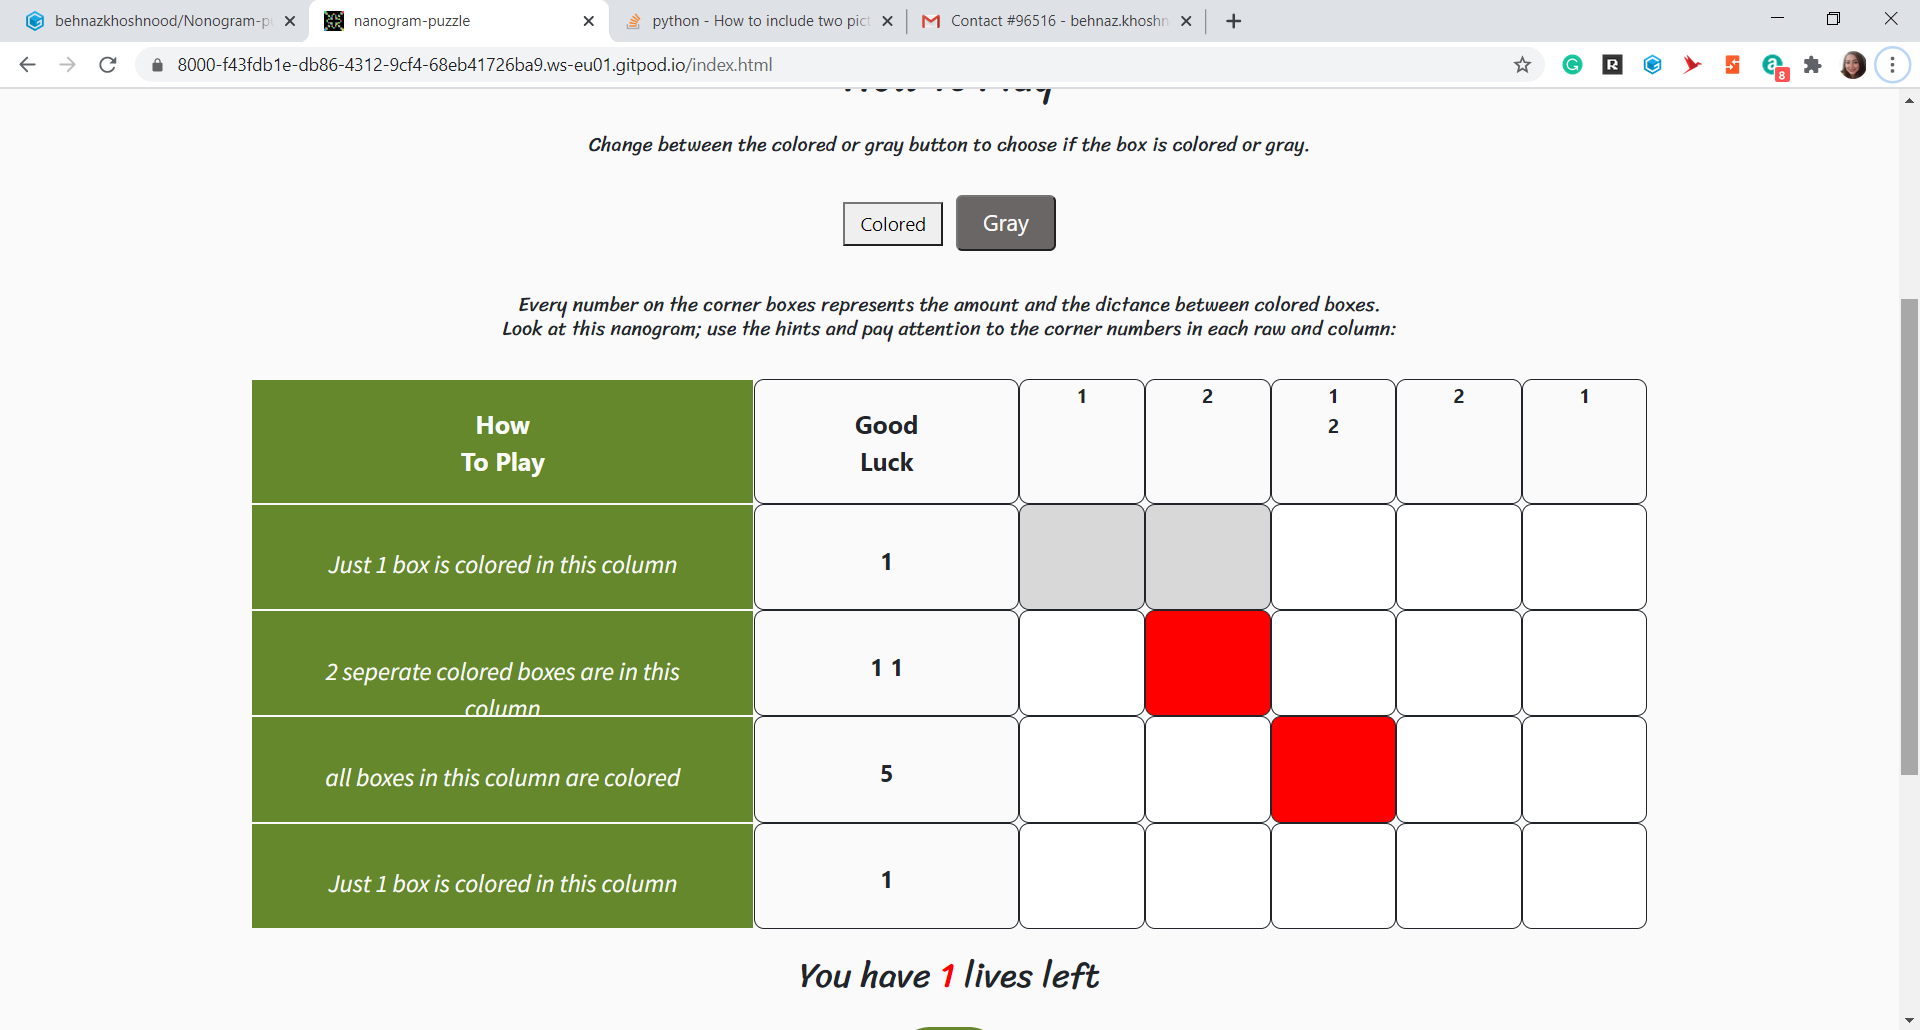 behnazkhoshnood/Nonogram-pu
nanogram-puzzle
python - How to include two pict
Contact #96516 - behnaz.khoshn
8000-f43fdb1e-db86-4312-9cf4-68eb41726ba9.ws-eu01.gitpod.io/index.html
8
How To Play
Change between the colored or gray button to choose if the box is colored or gray.
Colored Gray
Every number on the corner boxes represents the amount and the dictance between colored boxes.
Look at this nanogram; use the hints and pay attention to the corner numbers in each raw and column:
How
To Play
Good
Luck
1 2 1 2 1
2
Just 1 box is colored in this column
1
2 seperate colored boxes are in this
column
1 1
all boxes in this column are colored
5
Just 1 box is colored in this column
1
You have 1 lives left